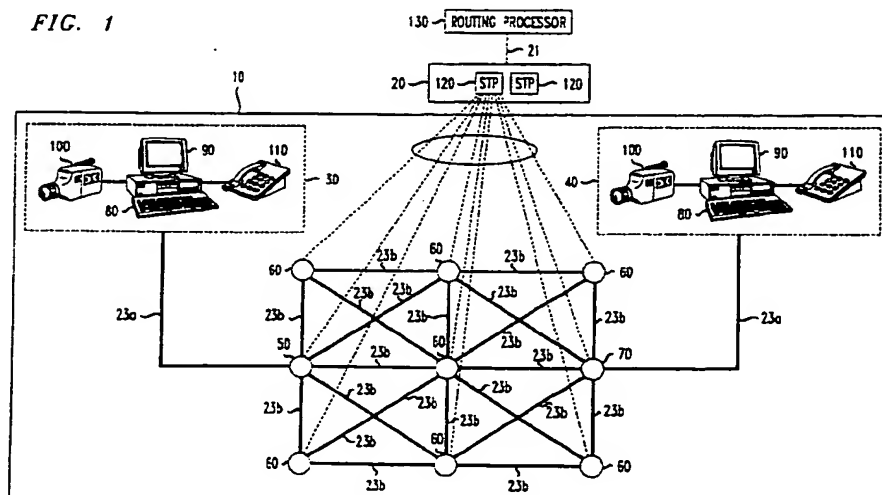 FIG. 1
130 ROUTING PROCESSOR
21
20 120 STP STP 120
10
100 90 110 30
80
100 90 110
40
80
60 23b 60 23b 60
23b 23b
23b 23b
23b 23b 23b
23a 23a
50 23b 60 23b 23b 70
23b 23b
23b 23b 23b 23b
23b 23b 23b
60 23b 60 23b 60